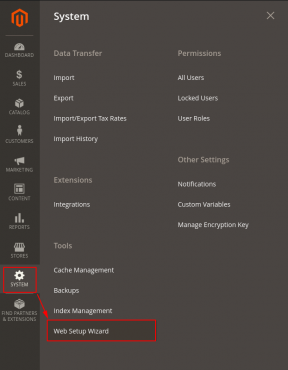 System
DASHBOARD
SALES
CATALOG
CUSTOMERS
MARKETING
CONTENT
REPORTS
STORES
SYSTEM
FIND PARTNERS
& EXTENSIONS
Data Transfer
Import
Export
Import/Export Tax Rates
Import History
Extensions
Integrations
Tools
Cache Management
Backups
Index Management
Web Setup Wizard
Permissions
All Users
Locked Users
User Roles
Other Settings
Notifications
Custom Variables
Manage Encryption Key